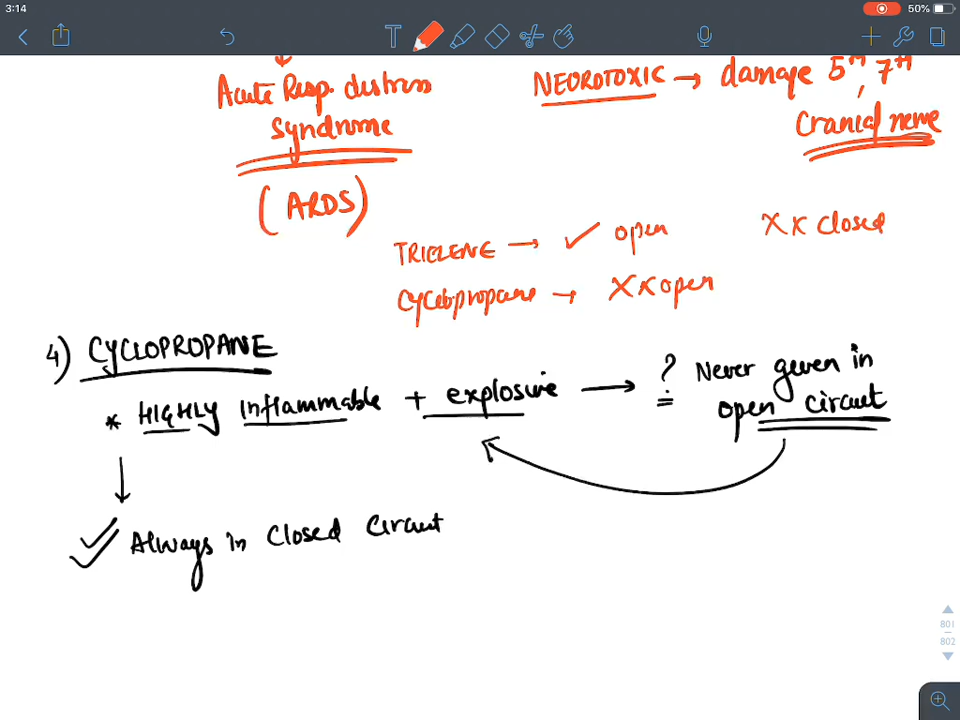 3:14
50%
T
Acute Resp. distress
syndrome
(ARDS)
NEUROTOXIC → damage 5th, 7th
cranial nerve
TRICLENE → ✓ open XX closed
Cyclopropane → XX open
4) CYCLOPROPANE
* HIGHLY Inflammable + explosive → ? Never given in
open circuit
↓
✓✓ Always in closed circuit
801
802